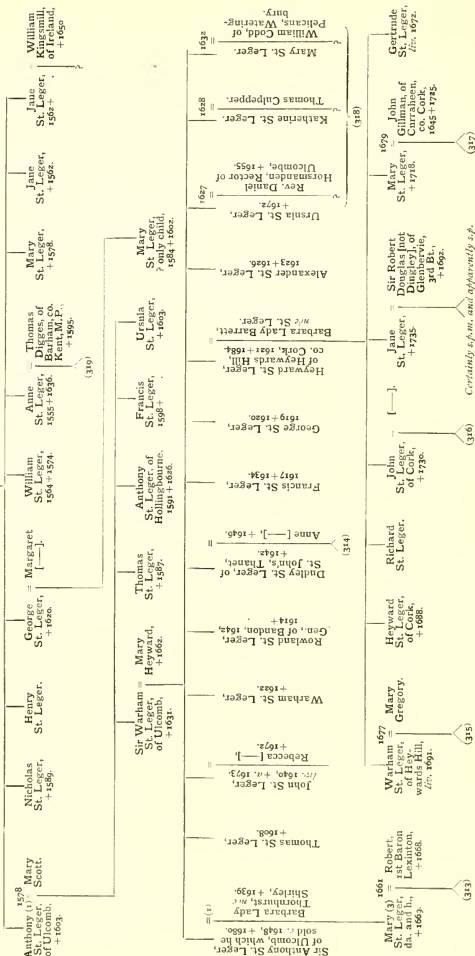 1578
Anthony (1)
St. Leger,
of Ulcomb,
+1603.
=
Mary
Scott.
Nicholas
St. Leger,
+1589.
Henry
St. Leger.
George
St. Leger,
+1620.
=
Margaret
[—].
William
St. Leger,
1564+1574.
Anne
St. Leger,
1555+1636.
=
Thomas
Digges, of
Barham, co.
Kent, M.P.,
+1595.
(319)
Mary
St. Leger,
+1578.
Jane
St. Leger,
1562+1562.
Jane
St. Leger,
1562+
=
William
Kingsmill,
of Ireland,
+1650
Sir Warham
St. Leger,
of Ulcomb,
+1631.
=
Mary
Heyward,
+1662.
Thomas
St. Leger,
+1587.
Anthony
St. Leger, of
Hollingbourne.
1591+1626.
Francis
St. Leger,
1598+
Ursula
St. Leger,
+1603.
Mary
St Leger,
? only child,
1584+1602.
Sir Anthony St. Leger,
of Ulcomb, which he
sold c. 1648, +1680.
= (1)
Barbara Lady
Thornhurst, née
Shirley, +1639.
Thomas St. Leger,
+1608.
John St. Leger,
liv. 1640, +a. 1673.
=
Rebecca [—],
+1672.
Warham St. Leger,
+1622.
Rowland St. Leger,
Gen., of Bandon, 1642,
1614+
Dudley St. Leger, of
St. John's, Thanet,
+1642.
=
Anne [—], +1646.
(314)
Francis St. Leger,
1617+1634.
George St. Leger,
1619+1620.
Heyward St. Leger,
of Heywards Hill,
co. Cork, 1621+1684.
=
Barbara Lady Barrett,
née St. Leger.
Alexander St. Leger,
1623+1626.
Ursula St. Leger,
+1672.
1627
=
Rev. Daniel
Horsmanden, Rector of
Ulcombe, +1655.
Katherine St. Leger.
1628
=
Thomas Culpepper.
Mary St. Leger.
1632
=
William Codd, of
Pelicans, Watering-
bury.
(318)
Mary (3)
St. Leger,
da. and h.,
+1663.
1661
=
Robert,
1st Baron
Lexinton,
+1668.
(313)
Warham
St. Leger,
of Hey-
wards Hill,
liv. 1691.
1677
=
Mary
Gregory.
(315)
Heyward
St. Leger,
of Cork,
+1688.
Richard
St. Leger.
John
St. Leger,
of Cork,
+1730.
=
[—].
(316)
Jane
St. Leger,
+1735.
=
Sir Robert
Douglas [not
Dingley], of
Glenbervie,
3rd Bt.,
+1692.
Certainly s.p.m. and apparently s.p.
Mary
St. Leger,
+1718.
1679
=
John
Gillman, of
Curraheen,
co. Cork,
1645+1725.
(317)
Gertrude
St. Leger,
liv. 1672.